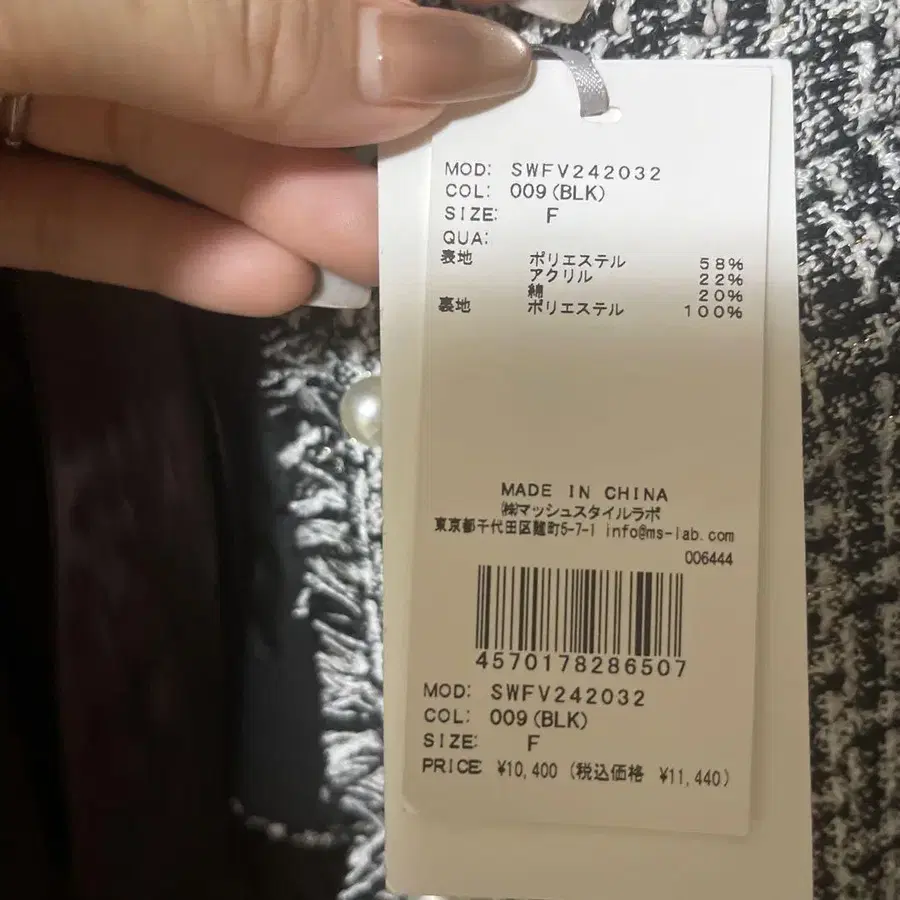 MOD: SWFV242032
COL: 009(BLK)
SIZE: F
QUA:
表地 ポリエステル 58%
アクリル 22%
綿 20%
裏地 ポリエステル 100%
MADE IN CHINA
㈱マッシュスタイルラボ
東京都千代田区麹町5-7-1 info@ms-lab.com
006444
4570178286507
MOD: SWFV242032
COL: 009(BLK)
SIZE: F
PRICE ¥10,400 (税込価格 ¥11,440)